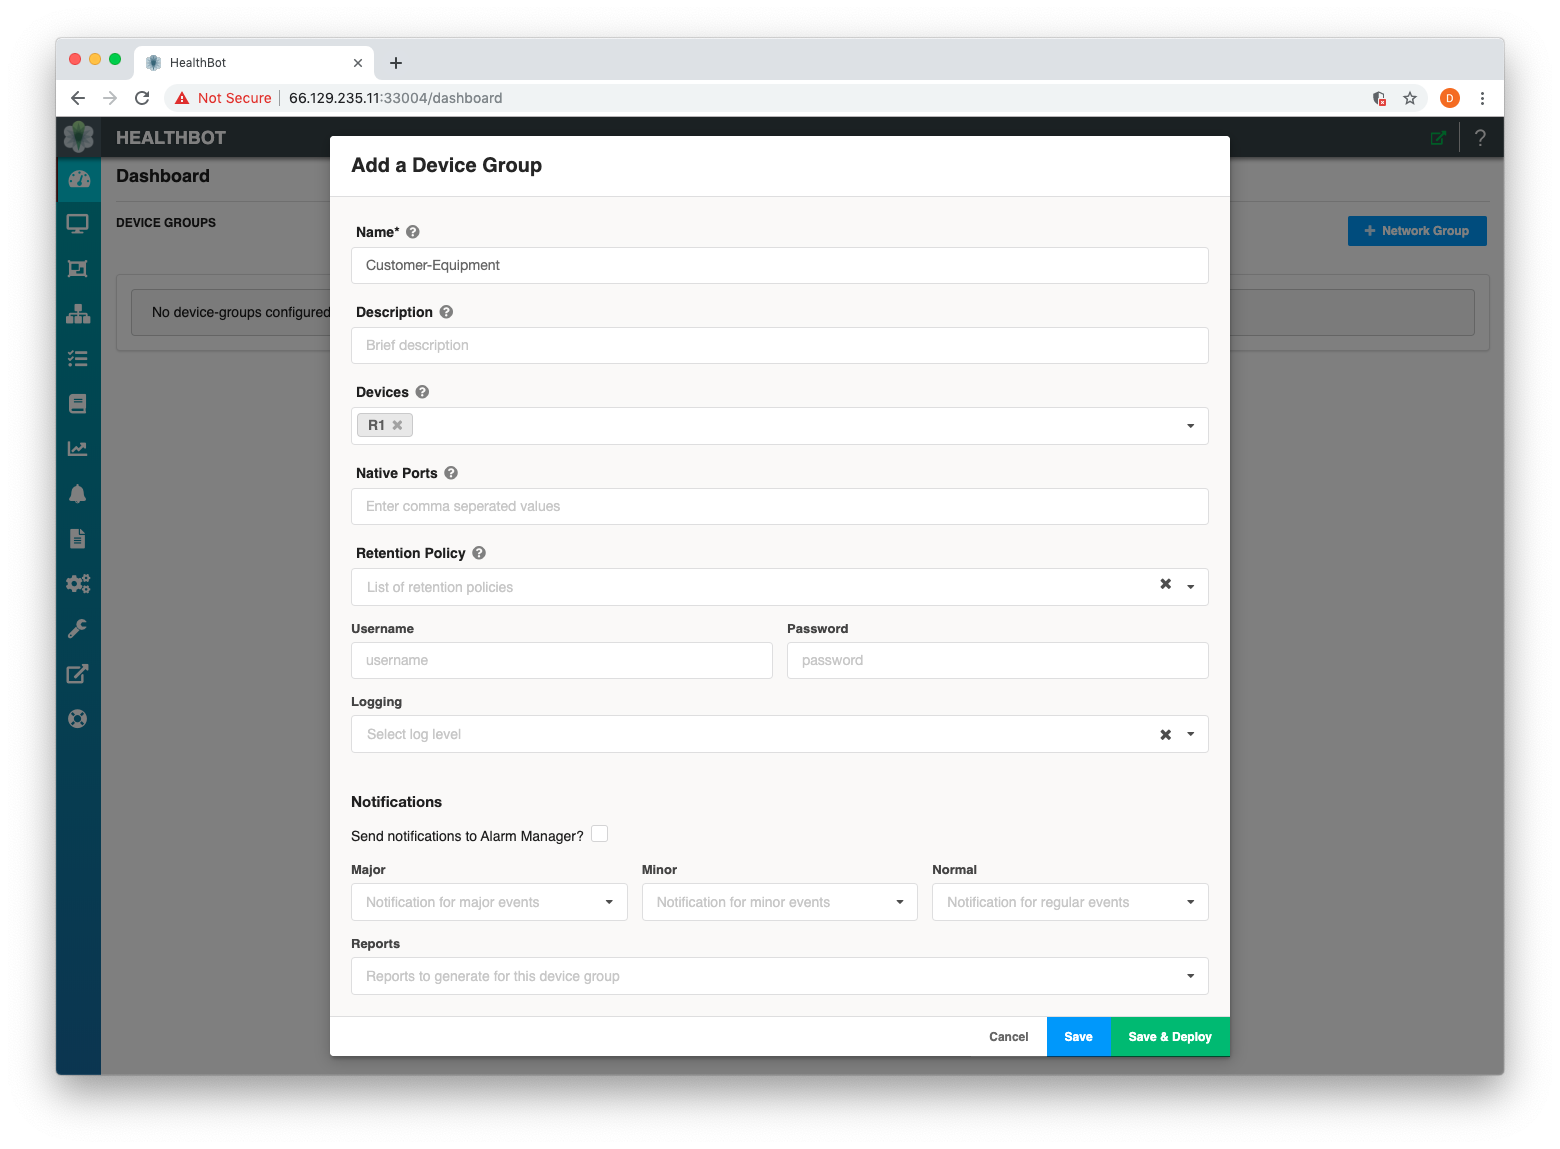 HealthBot
Not Secure
66.129.235.11:33004/dashboard
D
HEALTHBOT
?
Dashboard
DEVICE GROUPS
+ Network Group
No device-groups configured
Add a Device Group
Name* ?
Customer-Equipment
Description ?
Brief description
Devices ?
R1
Native Ports ?
Enter comma seperated values
Retention Policy ?
List of retention policies
Username Password
username password
Logging
Select log level
Notifications
Send notifications to Alarm Manager?
Major Minor Normal
Notification for major events Notification for minor events Notification for regular events
Reports
Reports to generate for this device group
Cancel Save Save & Deploy